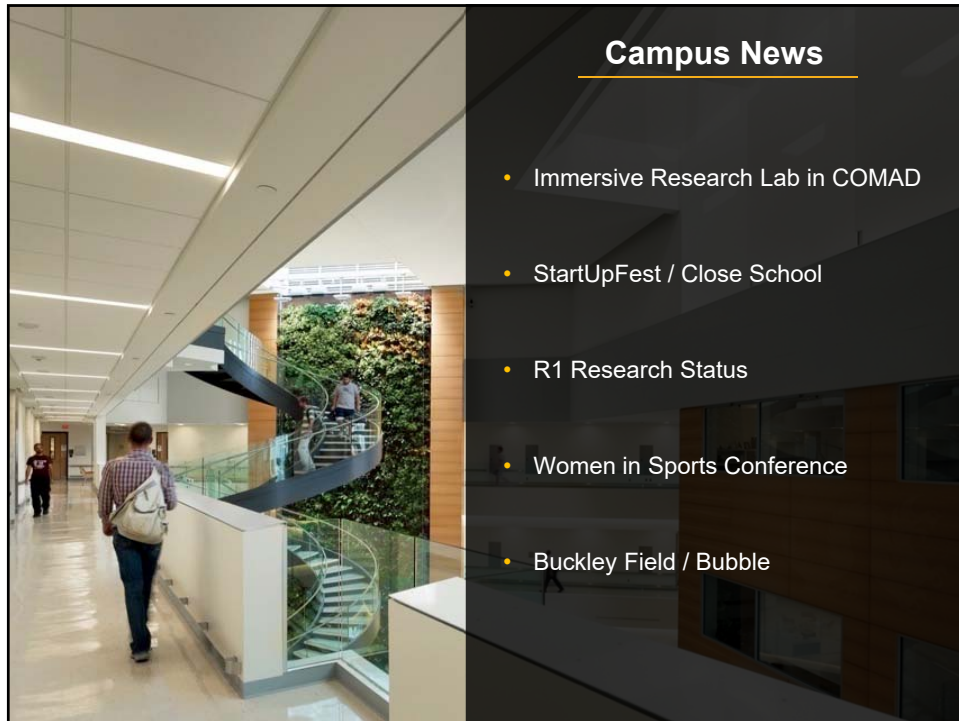 Campus News
• Immersive Research Lab in COMAD
• StartUpFest / Close School
• R1 Research Status
• Women in Sports Conference
• Buckley Field / Bubble